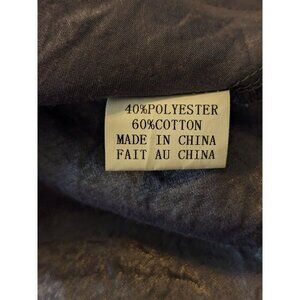 40%POLYESTER
60%COTTON
MADE IN CHINA
FAIT AU CHINA